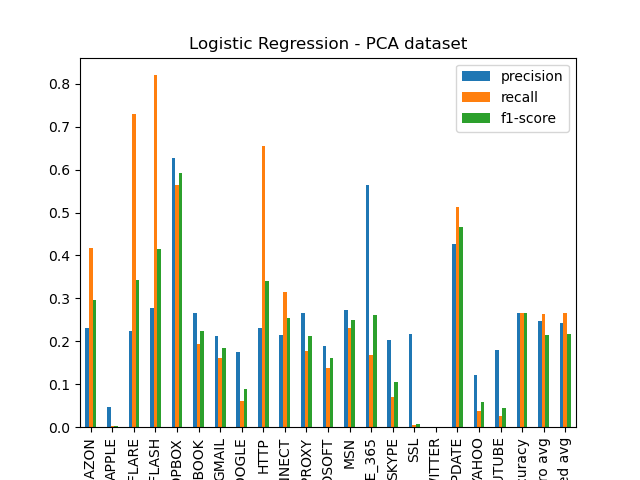 Logistic Regression - PCA dataset
precision
recall
f1-score
0.8
0.7
0.6
0.5
0.4
0.3
0.2
0.1
0.0
AZON
APPLE
FLARE
FLASH
OPBOX
BOOK
GMAIL
OOGLE
HTTP
NNECT
PROXY
OSOFT
MSN
E_365
SKYPE
SSL
ITTER
PDATE
YAHOO
UTUBE
curacy
ro avg
ed avg